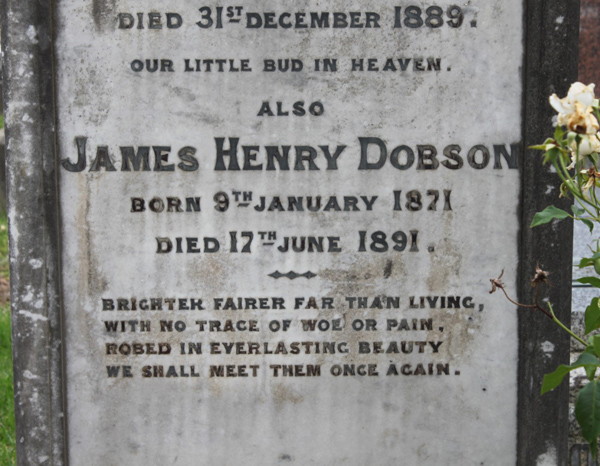 DIED 31ST DECEMBER 1889.
OUR LITTLE BUD IN HEAVEN.
ALSO
JAMES HENRY DOBSON
BORN 9TH JANUARY 1871
DIED 17TH JUNE 1891.
BRIGHTER FAIRER FAR THAN LIVING,
WITH NO TRACE OF WOE OR PAIN.
ROBED IN EVERLASTING BEAUTY
WE SHALL MEET THEM ONCE AGAIN.